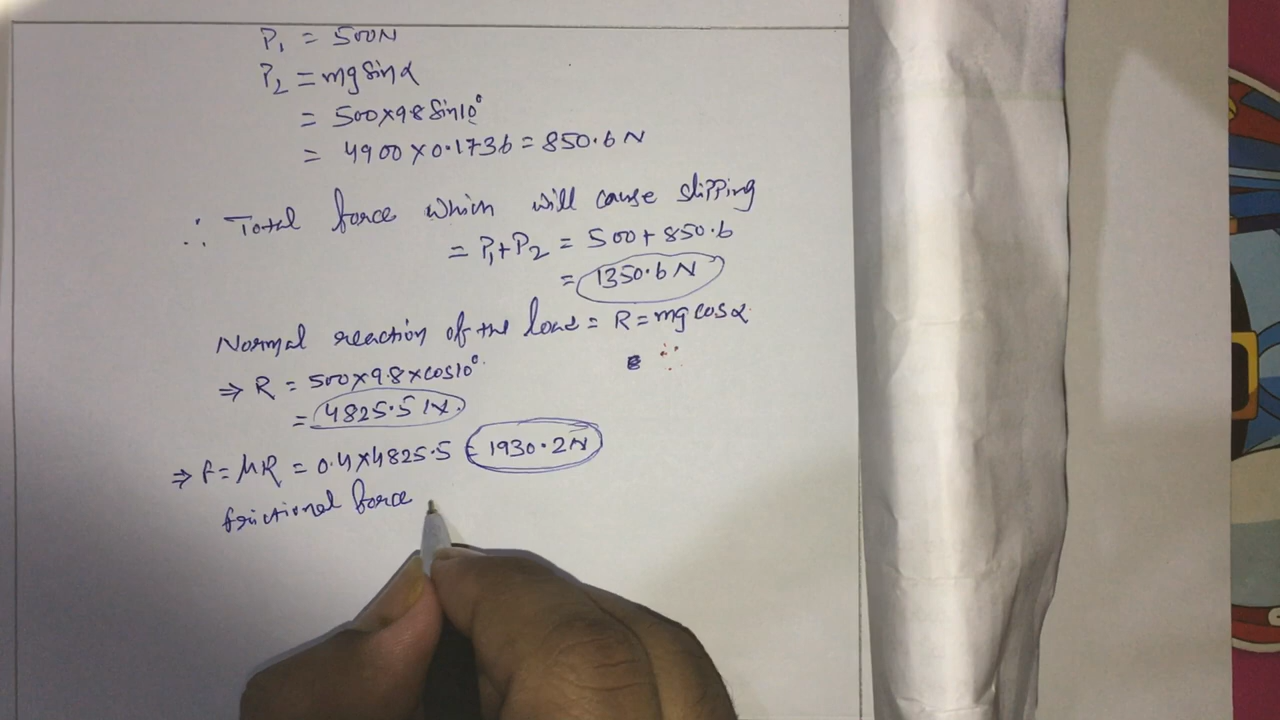 P₁ = 500N
P₂ = mg Sin α
= 500×9.8 Sin10°
= 4900 × 0.1736 = 850.6 N
∴ Total force which will cause slipping
= P₁+P₂ = 500+850.6
= 1350.6 N
Normal reaction of the load = R = mg cos α
⇒ R = 500×9.8×cos10°
= 4825.5 N.
⇒ F = μR = 0.4×4825.5 = 1930.2N
frictional force